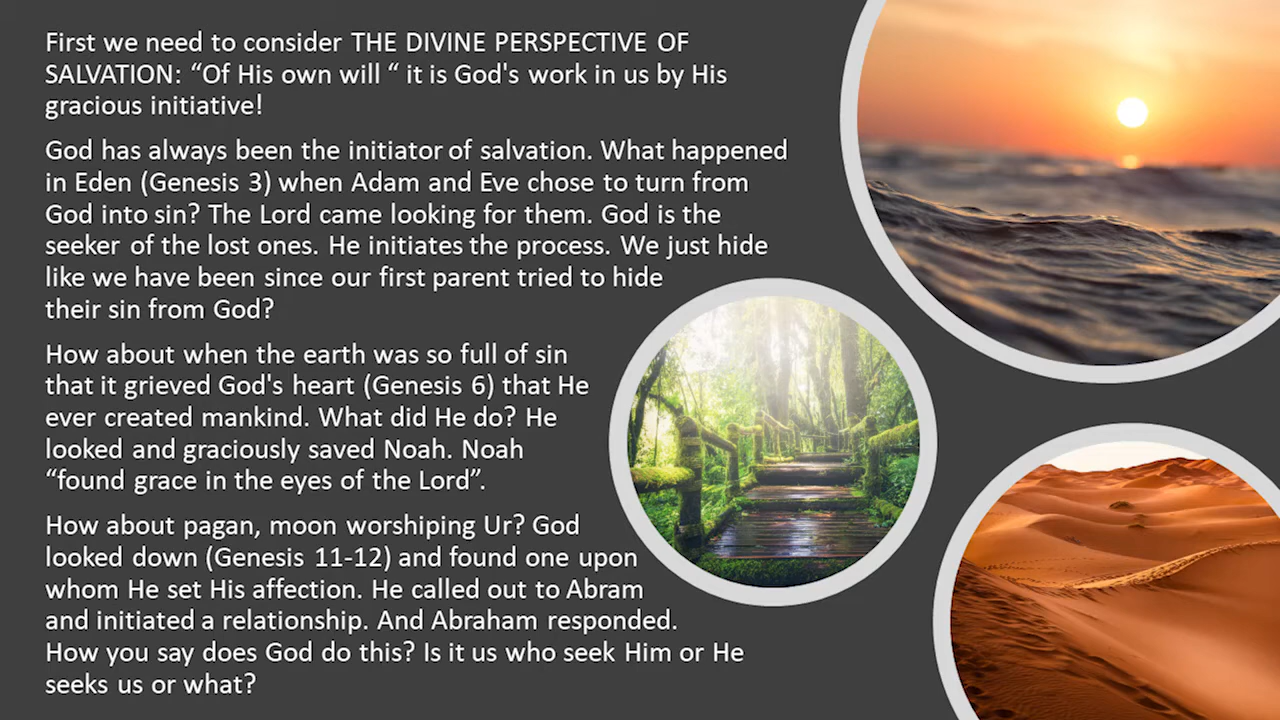 First we need to consider THE DIVINE PERSPECTIVE OF
SALVATION: “Of His own will “ it is God's work in us by His
gracious initiative!
God has always been the initiator of salvation. What happened
in Eden (Genesis 3) when Adam and Eve chose to turn from
God into sin? The Lord came looking for them. God is the
seeker of the lost ones. He initiates the process. We just hide
like we have been since our first parent tried to hide
their sin from God?
How about when the earth was so full of sin
that it grieved God's heart (Genesis 6) that He
ever created mankind. What did He do? He
looked and graciously saved Noah. Noah
“found grace in the eyes of the Lord”.
How about pagan, moon worshiping Ur? God
looked down (Genesis 11-12) and found one upon
whom He set His affection. He called out to Abram
and initiated a relationship. And Abraham responded.
How you say does God do this? Is it us who seek Him or He
seeks us or what?